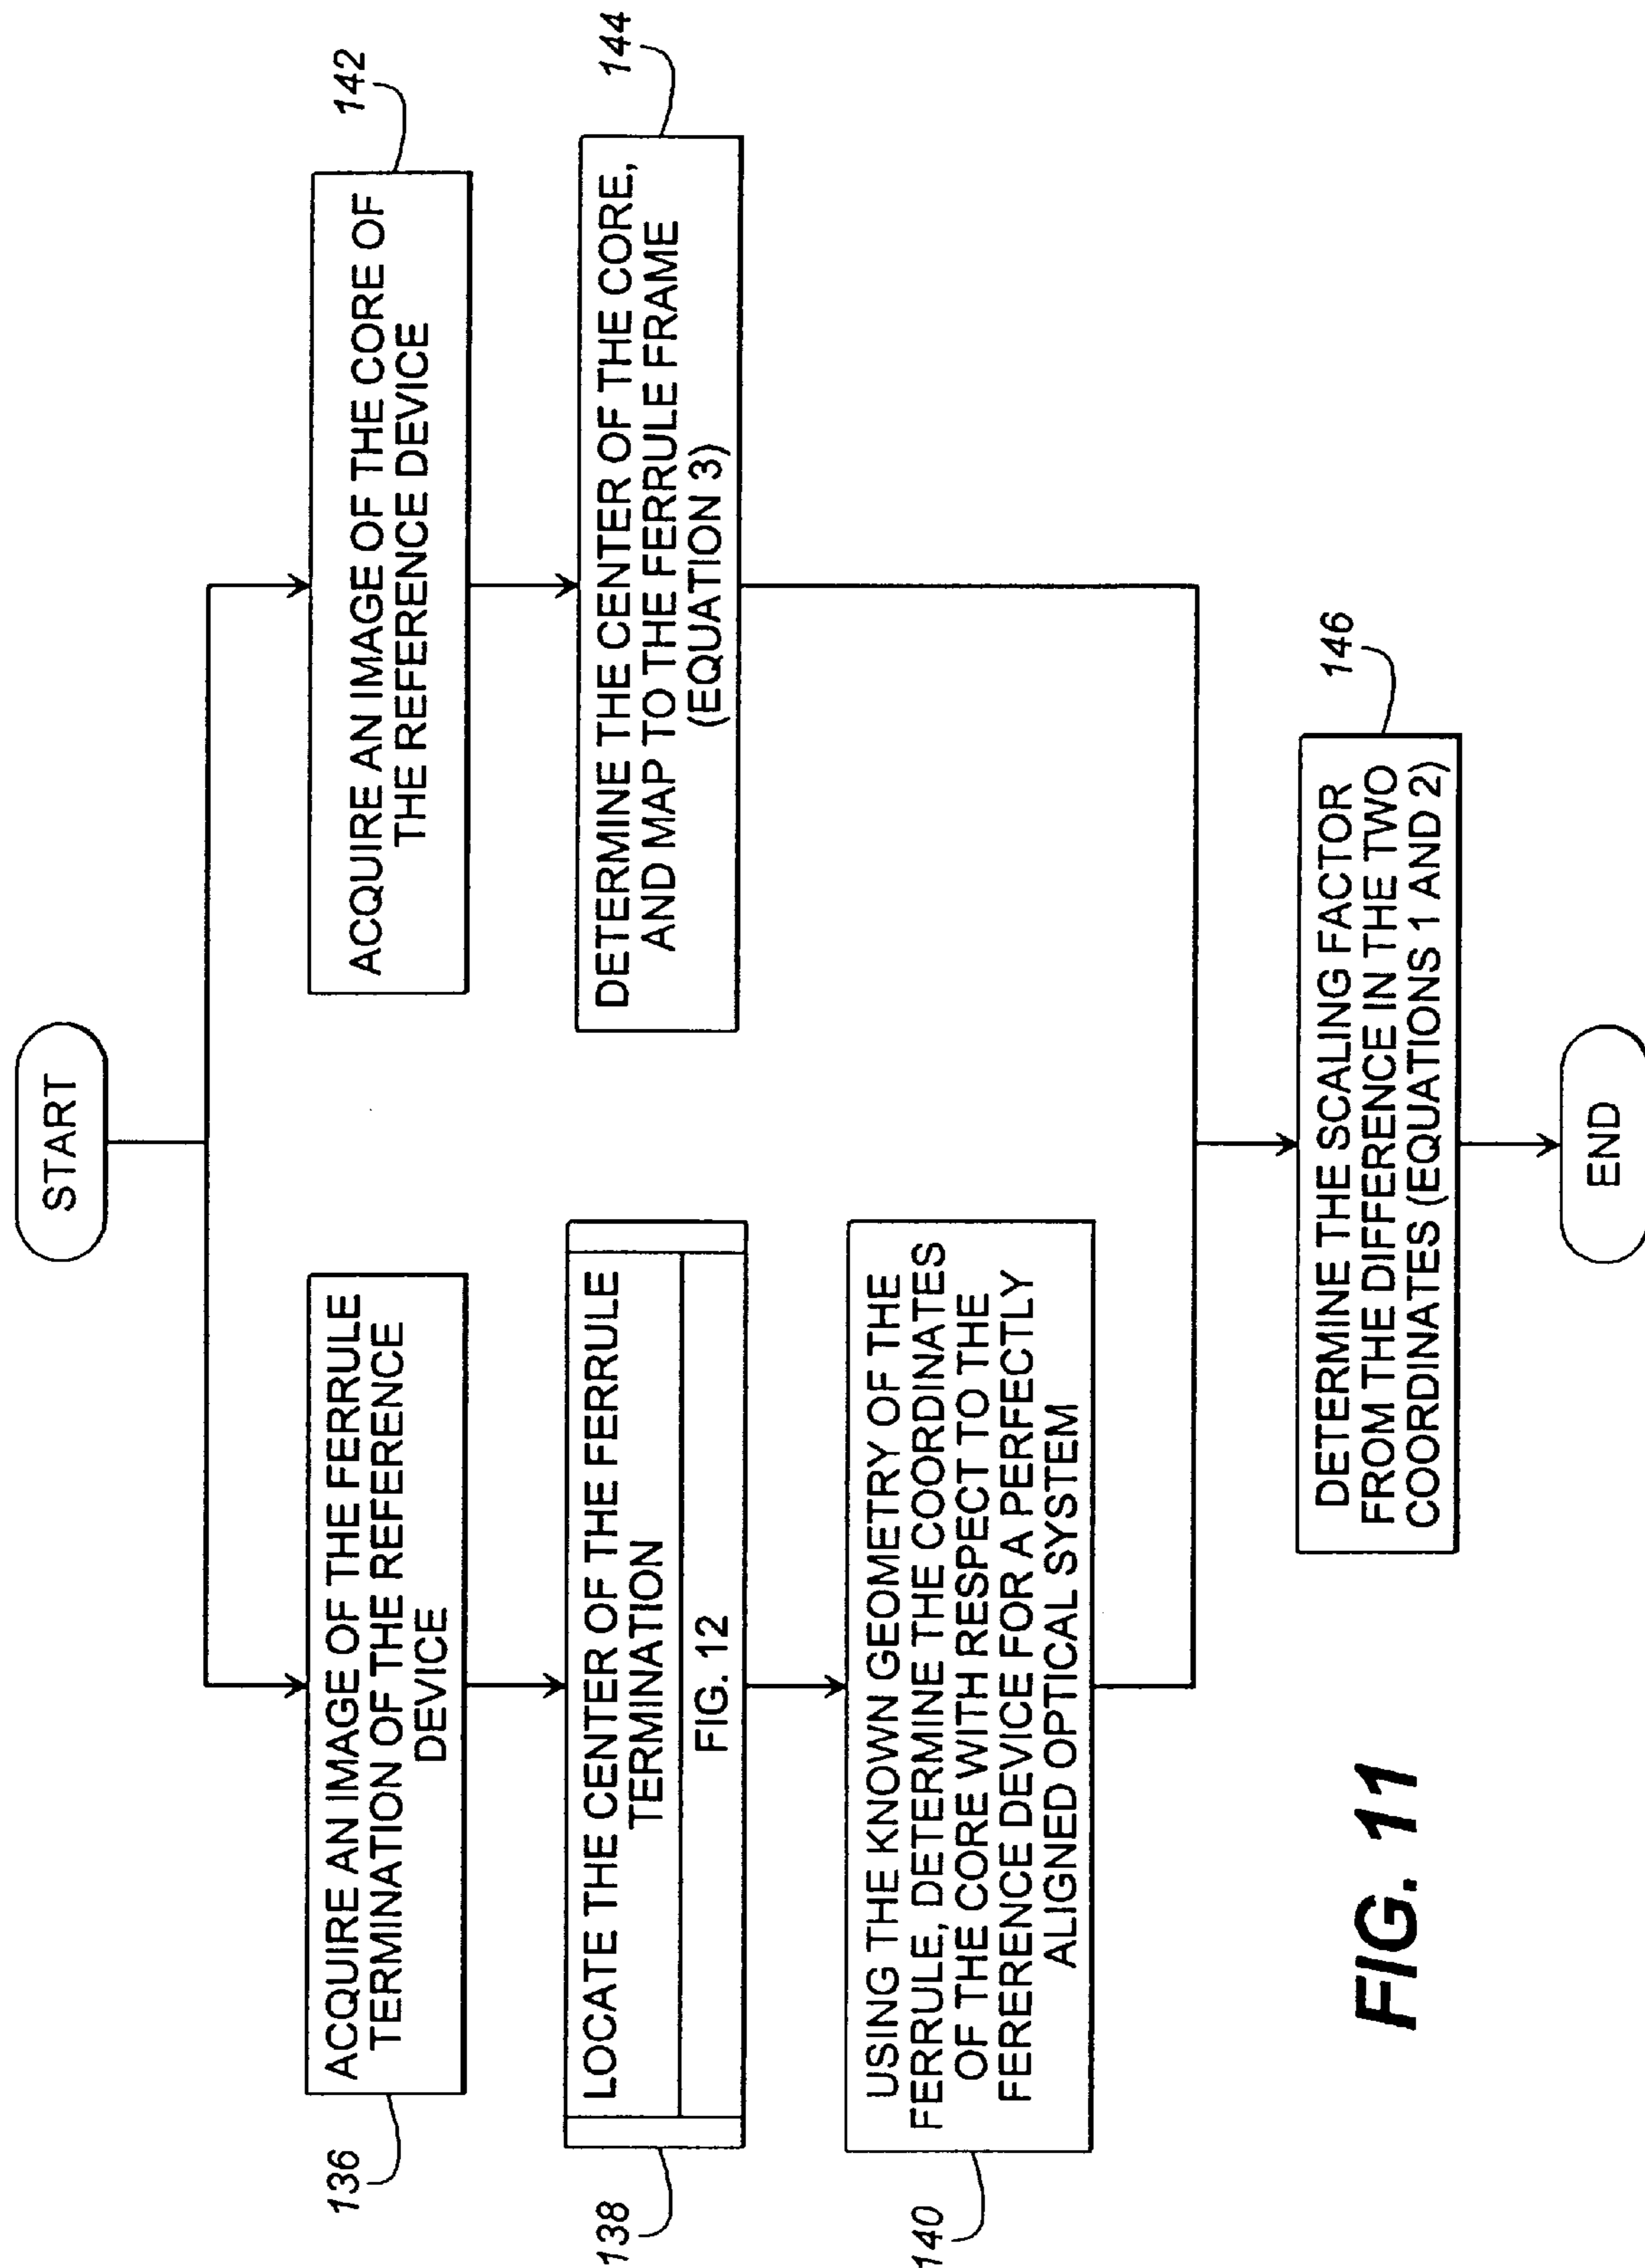 START
136
ACQUIRE AN IMAGE OF THE FERRULE
TERMINATION OF THE REFERENCE
DEVICE
138
LOCATE THE CENTER OF THE FERRULE
TERMINATION
FIG. 12
140
USING THE KNOWN GEOMETRY OF THE
FERRULE, DETERMINE THE COORDINATES
OF THE CORE WITH RESPECT TO THE
FERERENCE DEVICE FOR A PERFECTLY
ALIGNED OPTICAL SYSTEM
142
ACQUIRE AN IMAGE OF THE CORE OF
THE REFERENCE DEVICE
144
DETERMINE THE CENTER OF THE CORE,
AND MAP TO THE FERRULE FRAME
(EQUATION 3)
146
DETERMINE THE SCALING FACTOR
FROM THE DIFFERENCE IN THE TWO
COORDINATES (EQUATIONS 1 AND 2)
END
FIG. 11